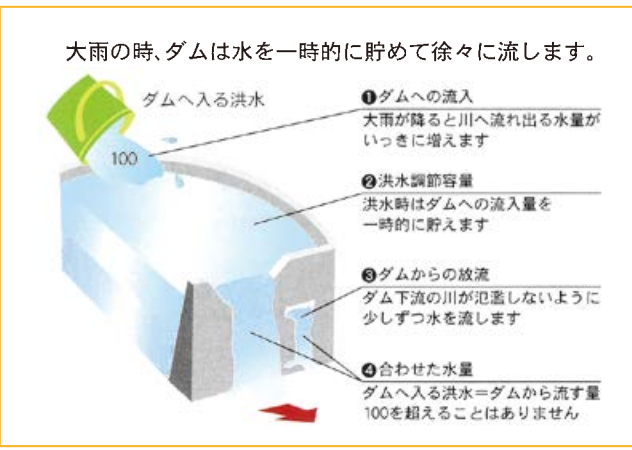 大雨の時、ダムは水を一時的に貯めて徐々に流します。
ダムへ入る洪水
100
❶ダムへの流入
大雨が降ると川へ流れ出る水量が
いっきに増えます
❷洪水調節容量
洪水時はダムへの流入量を
一時的に貯えます
❸ダムからの放流
ダム下流の川が氾濫しないように
少しずつ水を流します
❹合わせた水量
ダムへ入る洪水＝ダムから流す量
100を超えることはありません